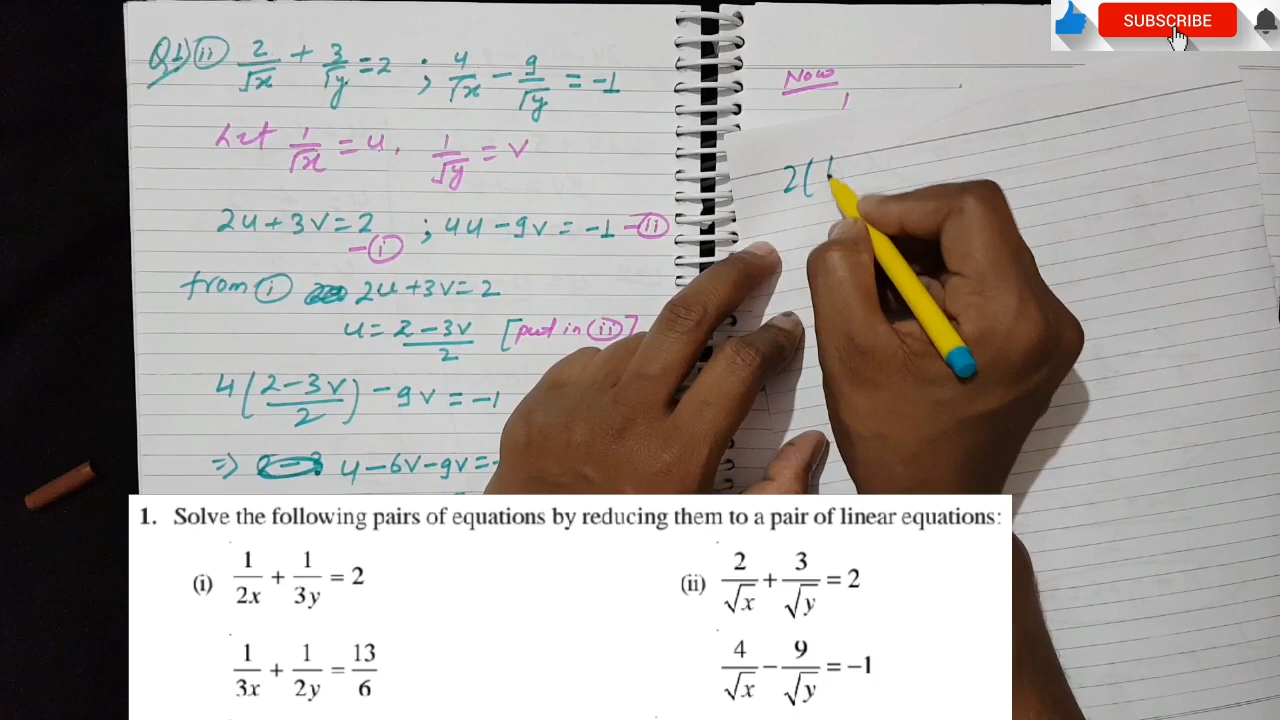 SUBSCRIBE
Q1) ii 2/√x + 3/√y = 2 ; 4/√x - 9/√y = -1
Let 1/√x = u, 1/√y = v
2u + 3v = 2 ; 4u - 9v = -1 -(ii)
-(i)
from (i) 2u + 3v = 2
u = 2 - 3v/2 [put in (ii)]
4(2 - 3v/2) - 9v = -1
=> 4 - 6v - 9v = -
Now
2(1
1. Solve the following pairs of equations by reducing them to a pair of linear equations:
(i) 1/2x + 1/3y = 2
1/3x + 1/2y = 13/6
(ii) 2/√x + 3/√y = 2
4/√x - 9/√y = -1